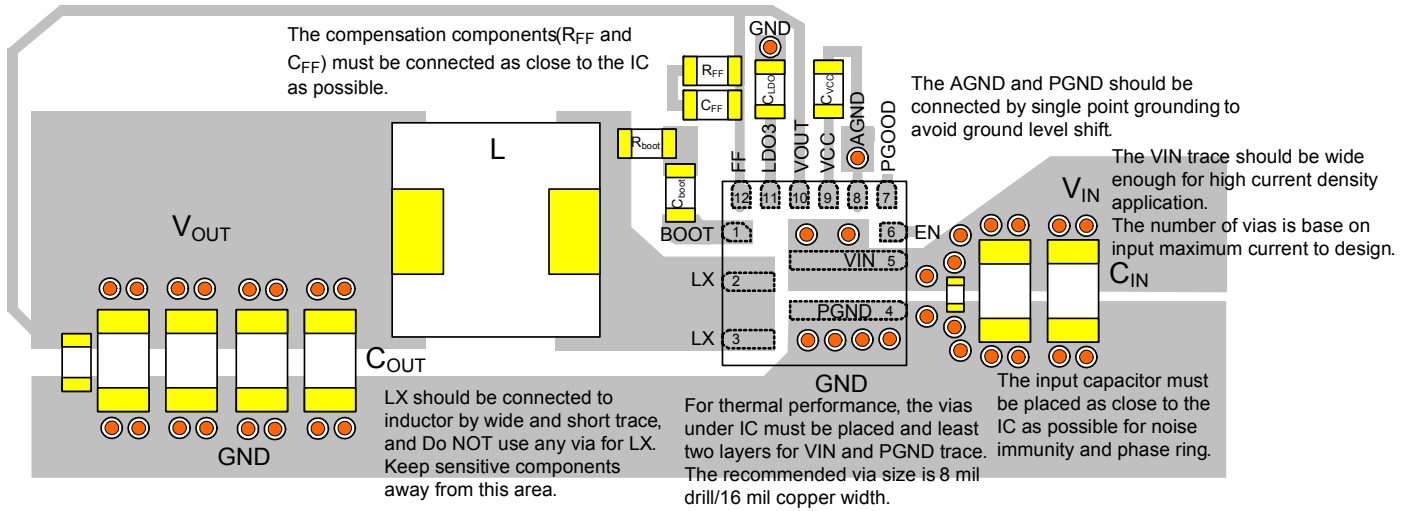 The compensation components(RFF and
CFF) must be connected as close to the IC
as possible.
GND
RFF
CFF
CLDO
CVCC
AGND
The AGND and PGND should be
connected by single point grounding to
avoid ground level shift.
Rboot
Cboot
FF
LDO3
VOUT
VCC
PGOOD
12
11
10
9
8
7
The VIN trace should be wide
enough for high current density
application.
The number of vias is base on
input maximum current to design.
VIN
CIN
L
VOUT
BOOT
1
6
EN
VIN
5
LX
2
PGND
4
LX
3
GND
COUT
GND
LX should be connected to
inductor by wide and short trace,
and Do NOT use any via for LX.
Keep sensitive components
away from this area.
For thermal performance, the vias
under IC must be placed and least
two layers for VIN and PGND trace.
The recommended via size is 8 mil
drill/16 mil copper width.
The input capacitor must
be placed as close to the
IC as possible for noise
immunity and phase ring.